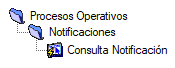 Procesos Operativos
Notificaciones
Consulta Notificación